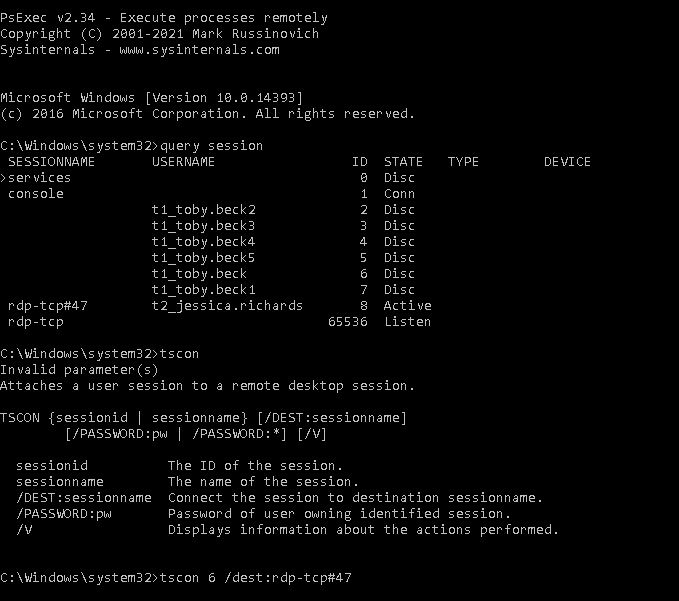 PsExec v2.34 - Execute processes remotely
Copyright (C) 2001-2021 Mark Russinovich
Sysinternals - www.sysinternals.com
Microsoft Windows [Version 10.0.14393]
(c) 2016 Microsoft Corporation. All rights reserved.
C:\Windows\system32>query session
SESSIONNAME USERNAME ID STATE TYPE DEVICE
>services 0 Disc
console 1 Conn
t1_toby.beck2 2 Disc
t1_toby.beck3 3 Disc
t1_toby.beck4 4 Disc
t1_toby.beck5 5 Disc
t1_toby.beck 6 Disc
t1_toby.beck1 7 Disc
rdp-tcp#47 t2_jessica.richards 8 Active
rdp-tcp 65536 Listen
C:\Windows\system32>tscon
Invalid parameter(s)
Attaches a user session to a remote desktop session.
TSCON {sessionid | sessionname} [/DEST:sessionname]
[/PASSWORD:pw | /PASSWORD:*] [/V]
sessionid The ID of the session.
sessionname The name of the session.
/DEST:sessionname Connect the session to destination sessionname.
/PASSWORD:pw Password of user owning identified session.
/V Displays information about the actions performed.
C:\Windows\system32>tscon 6 /dest:rdp-tcp#47